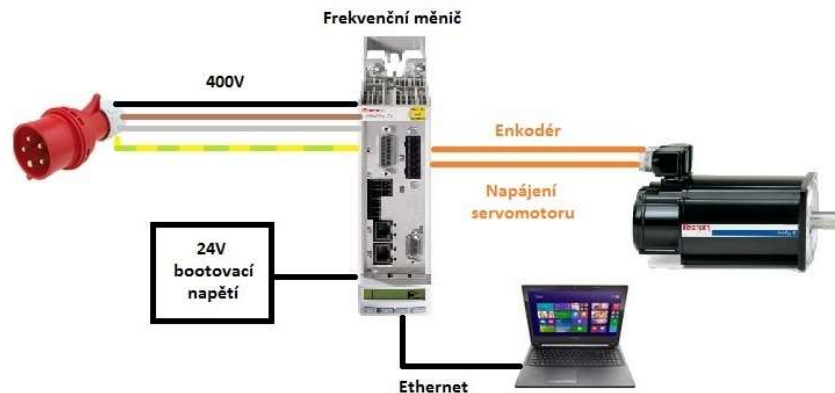 Frekvenční měnič
400V
Enkodér
Napájení
servomotoru
24V
bootovací
napětí
Ethernet